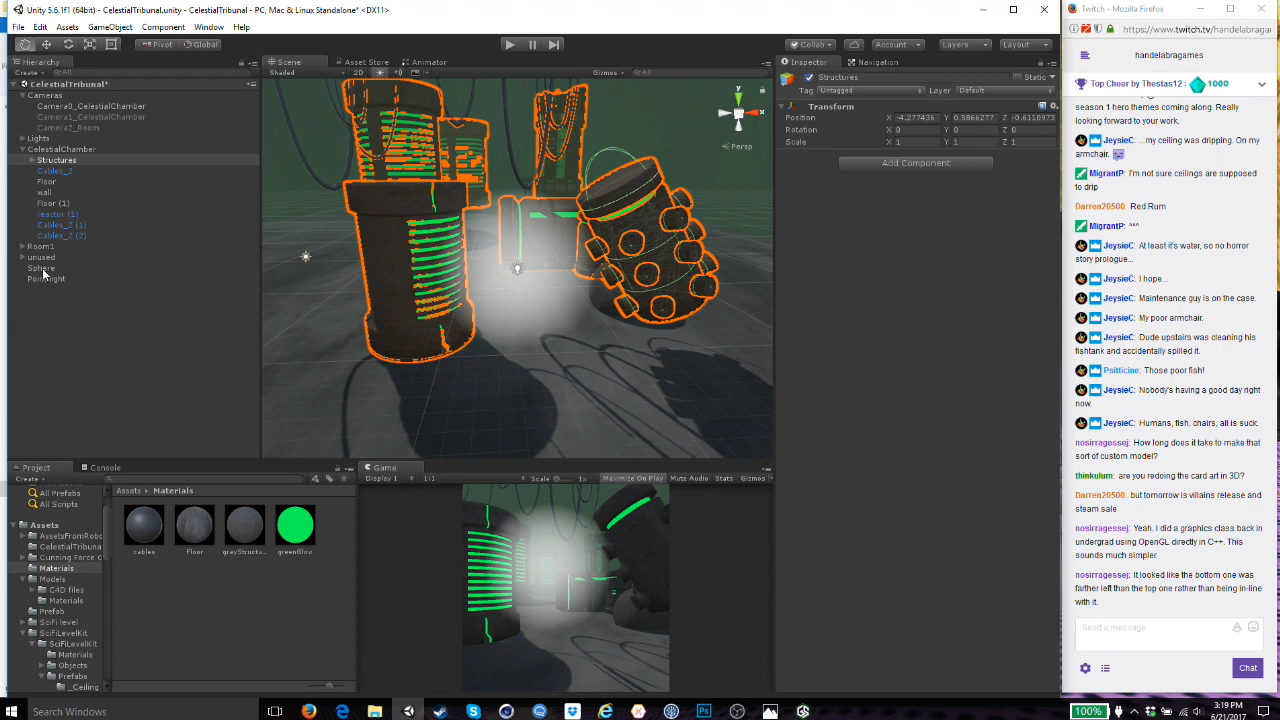 Unity 5.6.1f1 (64bit) - CelestialTribunal.unity - CelestialTribunal - PC, Mac & Linux Standalone* <DX11>
File Edit Assets GameObject Component Window Help
Pivot Global
Collab Account Layers Layout
Hierarchy
Create All
CelestialTribunal*
Cameras
Camera0_CelestialChamber
Camera1_CelestialChamber
Camera2_Room
Lights
CelestialChamber
Structures
Cables_2
Floor
wall
Floor (1)
reactor (1)
Cables_2 (1)
Cables_2 (2)
Room1
unused
Sphere
Point light
Scene Asset Store Animator
Shaded 2D Gizmos All
y
x
Persp
Inspector Navigation
Structures Static
Tag Untagged Layer Default
Transform
Position X -4.277436 Y 0.5866277 Z -0.6110973
Rotation X 0 Y 0 Z 0
Scale X 1 Y 1 Z 1
Add Component
Project Console
Create
All Prefabs
All Scripts
Assets
AssetsFromRobo
CelestialTribuna
Cunning Force G
Materials
Models
C4D files
Materials
Prefab
SciFi level
SciFiLevelKit
SciFiLevelKit
Materials
Objects
Prefabs
_Ceiling
Assets Materials
cables Floor grayStructu... greenGlow
Game
Display 1 1:1 Scale 1x Maximize On Play Mute Audio Stats Gizmos
Search Windows
100%
3:19 PM
Twitch - Mozilla Firefox
https://www.twitch.tv/handelabragam
handelabragames
Top Cheer by Thestas12 : 1000
season 1 hero themes coming along. Really
looking forward to your work.
JeysieC: ...my ceiling was dripping. On my
armchair.
MigrantP: I'm not sure ceilings are supposed
to drip
Darren20500: Red Rum
MigrantP: ^^^
JeysieC: At least it's water, so no horror
story prologue...
JeysieC: I hope...
JeysieC: Maintenance guy is on the case.
JeysieC: My poor armchair.
JeysieC: Dude upstairs was cleaning his
fishtank and accidentally spilled it.
Psitticine: Those poor fish!
JeysieC: Nobody's having a good day right
now.
JeysieC: Humans, fish, chairs, all is suck.
nosirragessej: How long does it take to make that
sort of custom model?
thinkulum: are you redoing the card art in 3D?
Darren20500: but tomorrow is villains release and
steam sale
nosirragessej: Yeah. I did a graphics class back in
undergrad using OpenGL directly in C++. This
sounds much simpler.
nosirragessej: It looked like the bottom one was
farther left than the top one rather than being in-line
with it.
Send a message
Chat